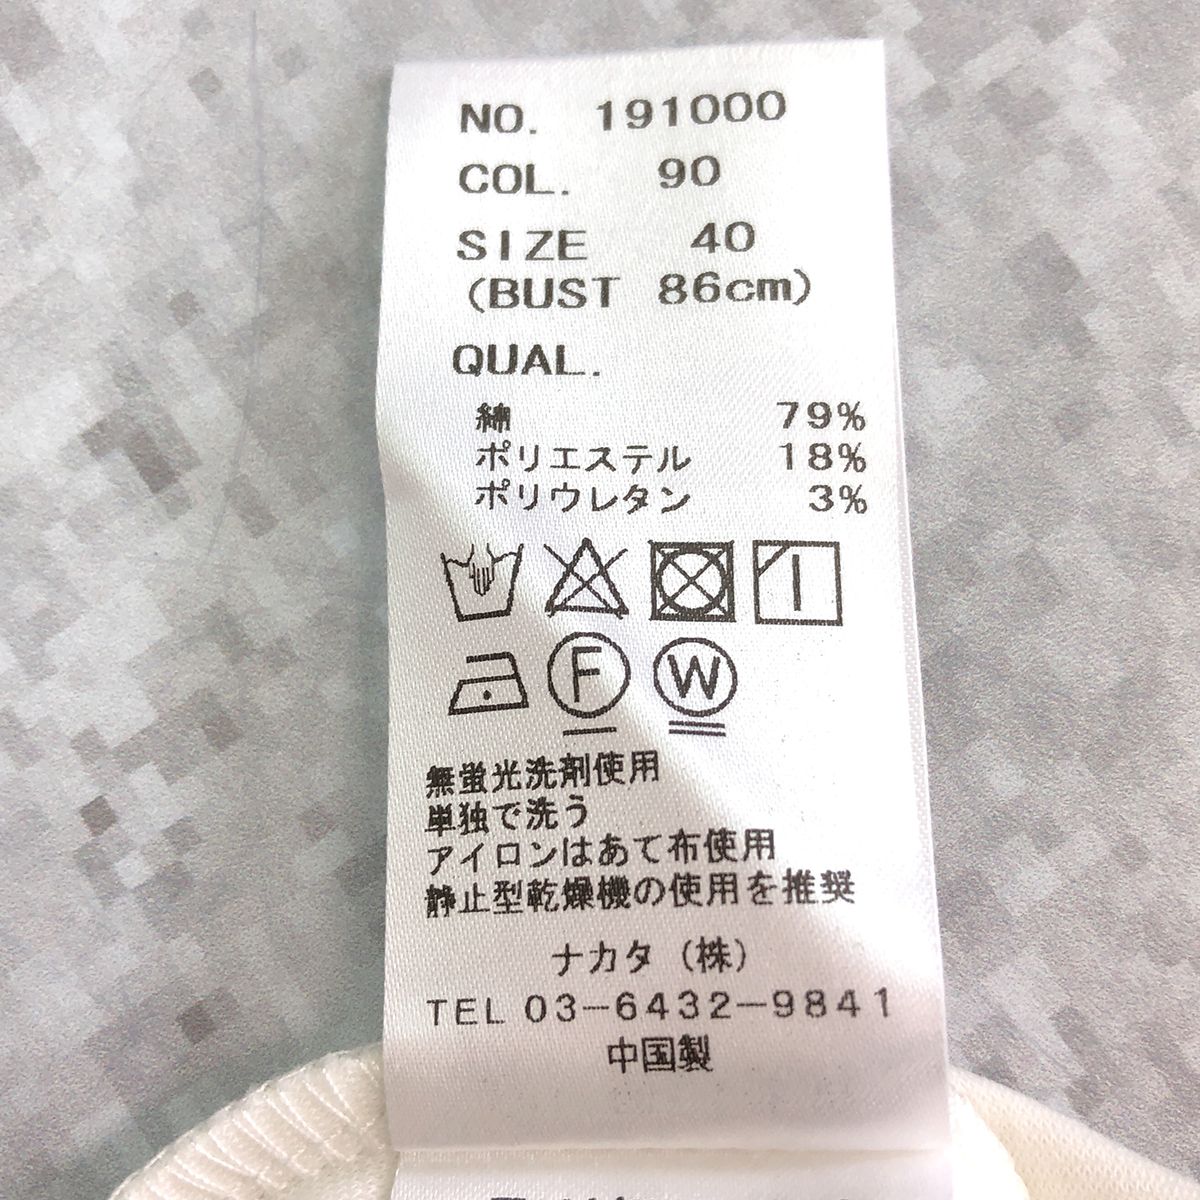 NO. 191000
COL. 90
SIZE 40
(BUST 86cm)
QUAL.
綿 79%
ポリエステル 18%
ポリウレタン 3%
F W
無蛍光洗剤使用
単独で洗う
アイロンはあて布使用
静止型乾燥機の使用を推奨
ナカタ（株）
TEL 03-6432-9841
中国製